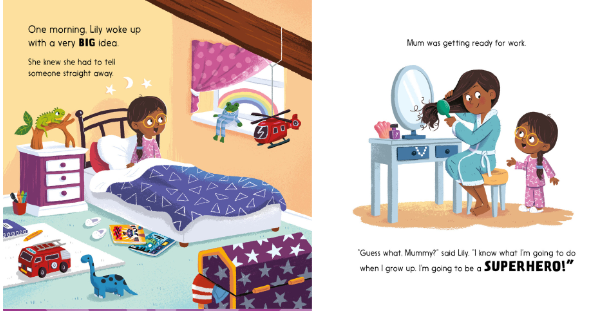 One morning, Lily woke up
with a very BIG idea.
She knew she had to tell
someone straight away.
Mum was getting ready for work.
"Guess what, Mummy?" said Lily. "I know what I'm going to do
when I grow up. I'm going to be a SUPERHERO!"